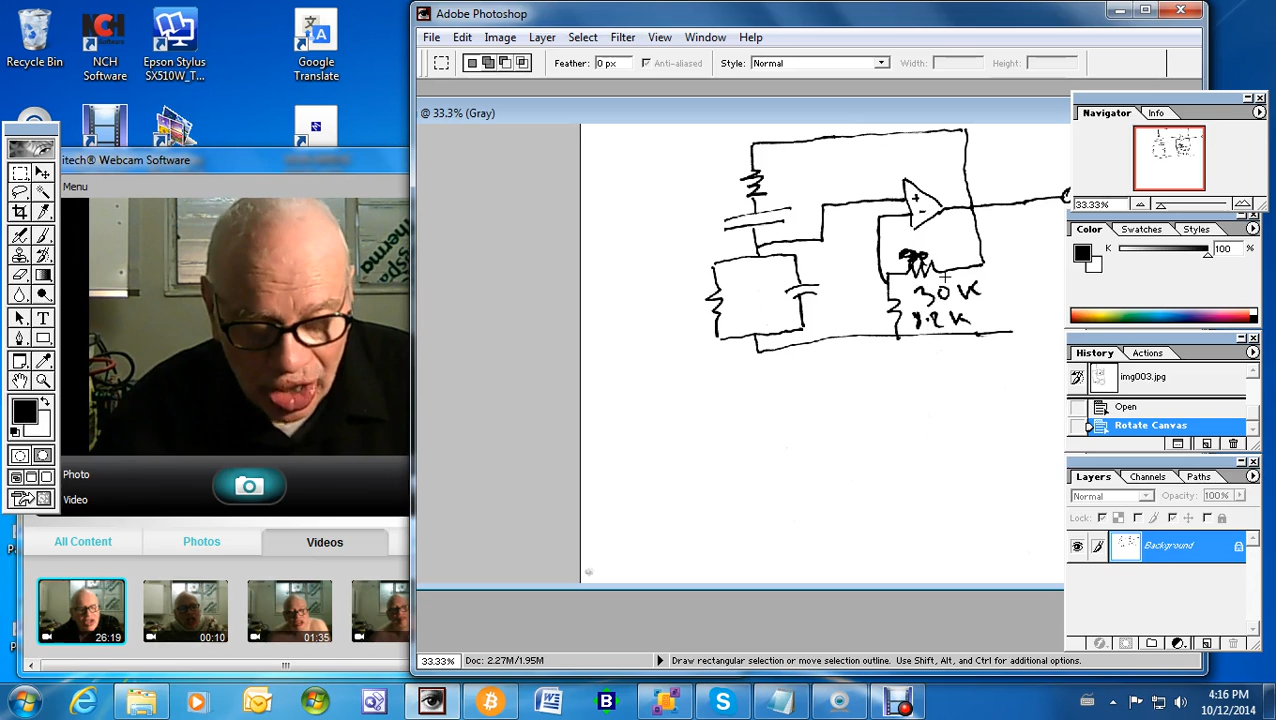 Adobe Photoshop
File Edit Image Layer Select Filter View Window Help
Feather: 0 px Anti-aliased Style: Normal Width: Height:
@ 33.3% (Gray)
Recycle Bin
NCH Software
Epson Stylus SX510W_T...
Google Translate
itech® Webcam Software
Menu
Therma
Photo
Video
All Content Photos Videos
26:19 00:10 01:35
+
-
30 K
8.2 K
Navigator Info
33.33%
Color Swatches Styles
K 100 %
History Actions
img003.jpg
Open
Rotate Canvas
Layers Channels Paths
Normal Opacity: 100%
Lock:
Background
33.33% Doc: 2.27M/1.95M Draw rectangular selection or move selection outline. Use Shift, Alt, and Ctrl for additional options.
4:16 PM
10/12/2014